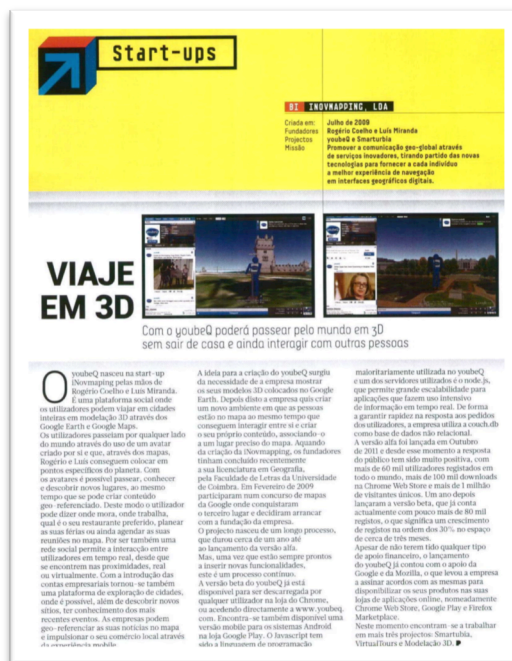 Start-ups
BI INOVMAPPING, LDA
Criada em: Julho de 2009
Fundadores Rogério Coelho e Luis Miranda
Projectos youbeQ e Smarturbia
Missão Promover a comunicação geo-global através
de serviços inovadores, tirando partido das novas
tecnologias para fornecer a cada indivíduo
a melhor experiência de navegação
em interfaces geográficos digitais.
VIAJE
EM 3D
Com a youbeQ poderá passear pelo mundo em 3D
sem sair de casa e ainda interagir com outras pessoas
O youbeQ nasceu na start-up
iNovmaping pelas mãos de
Rogério Coelho e Luis Miranda.
É uma plataforma social onde
os utilizadores podem viajar em cidades
inteiras em modelação 3D através dos
Google Earth e Google Maps.
Os utilizadores passeiam por qualquer lado
do mundo através do uso de um avatar
criado por si e que, através dos mapas,
Rogério e Luis conseguem colocar em
pontos específicos do planeta. Com
os avatares é possível passear, conhecer
e descobrir novos lugares, ao mesmo
tempo que se pode criar conteúdo
geo-referenciado. Deste modo o utilizador
pode dizer onde mora, onde trabalha,
qual é o seu restaurante preferido, planear
as suas férias ou ainda agendar as suas
reuniões no mapa. Por ser também uma
rede social permite a interacção entre
utilizadores em tempo real, desde que
se encontrem nas proximidades, real
ou virtualmente. Com a introdução das
contas empresariais tornou-se também
uma plataforma de exploração de cidades,
onde é possível, além de descobrir novos
sítios, ter conhecimento dos mais
recentes eventos. As empresas podem
geo-referenciar as suas notícias no mapa
e impulsionar o seu comércio local através
da experiência mobile
A ideia para a criação do youbeQ surgiu
da necessidade de a empresa mostrar
os seus modelos 3D colocados no Google
Earth. Depois disto a empresa quis criar
um novo ambiente em que as pessoas
estão no mapa ao mesmo tempo que
conseguem interagir entre si e criar
o seu próprio conteúdo, associando-o
a um lugar preciso do mapa. Aquando
da criação da iNovmapping, os fundadores
tinham concluído recentemente
a sua licenciatura em Geografia,
pela Faculdade de Letras da Universidade
de Coimbra. Em Fevereiro de 2009
participaram num concurso de mapas
da Google onde conquistaram
o terceiro lugar e decidiram arrancar
com a fundação da empresa.
O projecto nasceu de um longo processo,
que durou cerca de um ano até
ao lançamento da versão alfa.
Mas, uma vez que estão sempre prontos
a inserir novas funcionalidades,
este é um processo contínuo.
A versão beta do youbeQ já está
disponível para ser descarregada por
qualquer utilizador na loja do Chrome,
ou acedendo directamente a www.youbeq.
com. Encontra-se também disponível uma
versão mobile para os sistemas Android
na loja Google Play. O Javascript tem
sido a linguagem de programação
maioritariamente utilizada no youbeQ
e um dos servidores utilizados é o node.js,
que permite grande escalabilidade para
aplicações que fazem uso intensivo
de informação em tempo real. De forma
a garantir rapidez na resposta aos pedidos
dos utilizadores, a empresa utiliza a couch.db
como base de dados não relacional.
A versão alfa foi lançada em Outubro
de 2011 e desde esse momento a resposta
do público tem sido muito positiva, com
mais de 60 mil utilizadores registados em
todo o mundo, mais de 100 mil downloads
na Chrome Web Store e mais de 1 milhão
de visitantes únicos. Um ano depois
lançaram a versão beta, que já conta
actualmente com pouco mais de 80 mil
registos, o que significa um crescimento
de registos na ordem dos 30% no espaço
de cerca de três meses.
Apesar de não terem tido qualquer tipo
de apoio financeiro, o lançamento
do youbeQ já contou com o apoio da
Google e da Mozilla, o que levou a empresa
a assinar acordos com as mesmas para
disponibilizar os seus produtos nas suas
lojas de aplicações online, nomeadamente
Chrome Web Store, Google Play e Firefox
Marketplace.
Neste momento encontram-se a trabalhar
em mais três projectos: Smartubia,
VirtualTours e Modelação 3D.